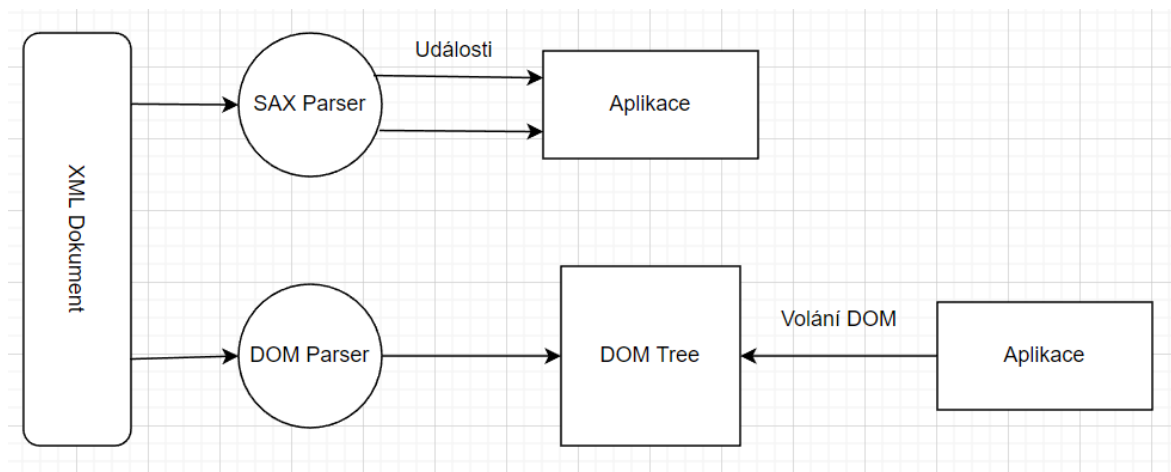 XML Dokument
SAX Parser
Události
Aplikace
DOM Parser
DOM Tree
Volání DOM
Aplikace